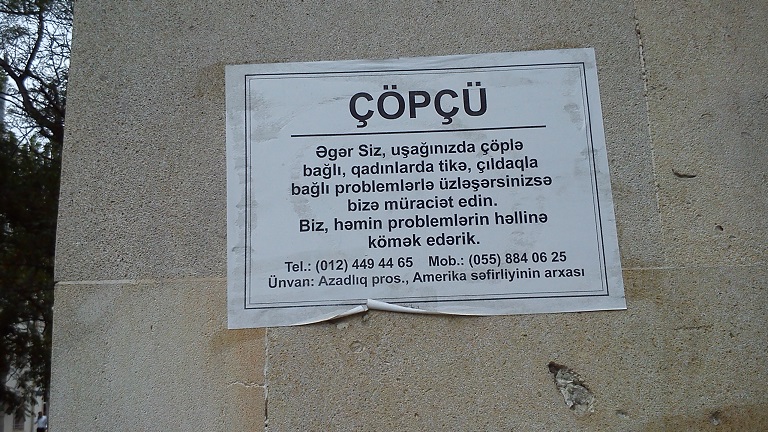 ÇÖPÇÜ
Əgər Siz, uşağınızda çöplə
bağlı, qadınlarda tikə, çıldaqla
bağlı problemlərlə üzləşərsinizsə
bizə müraciət edin.
Biz, həmin problemlərin həllinə
kömək edərik.
Tel.: (012) 449 44 65 Mob.: (055) 884 06 25
Ünvan: Azadlıq pros., Amerika səfirliyinin arxası